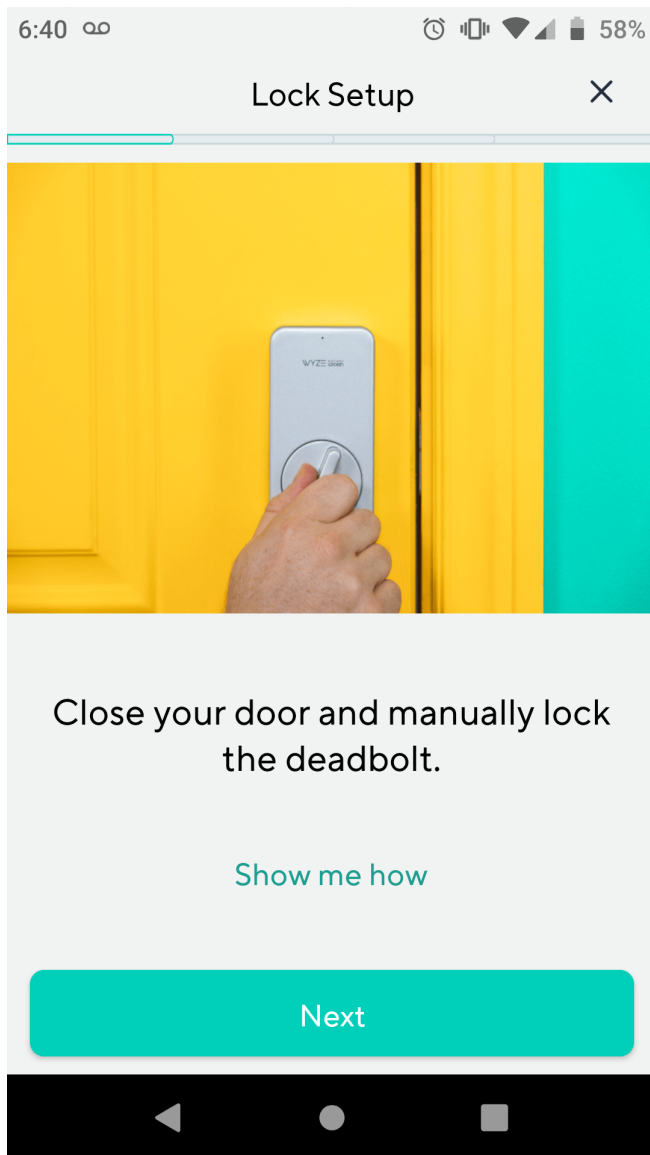 6:40
58%
Lock Setup
WYZE
Close your door and manually lock
the deadbolt.
Show me how
Next